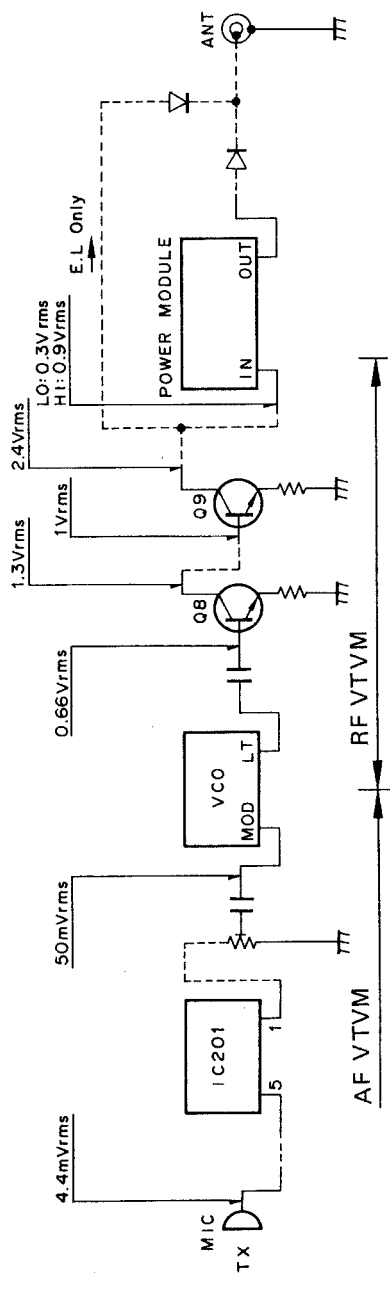 4.4mVrms
MIC
TX
5
IC201
1
50mVrms
MOD
VCO
LT
0.66Vrms
Q8
1.3Vrms
1Vrms
Q9
2.4Vrms
LO:0.3Vrms
HI:0.9Vrms
E.L Only
POWER MODULE
IN
OUT
ANT
AF VTVM
RF VTVM